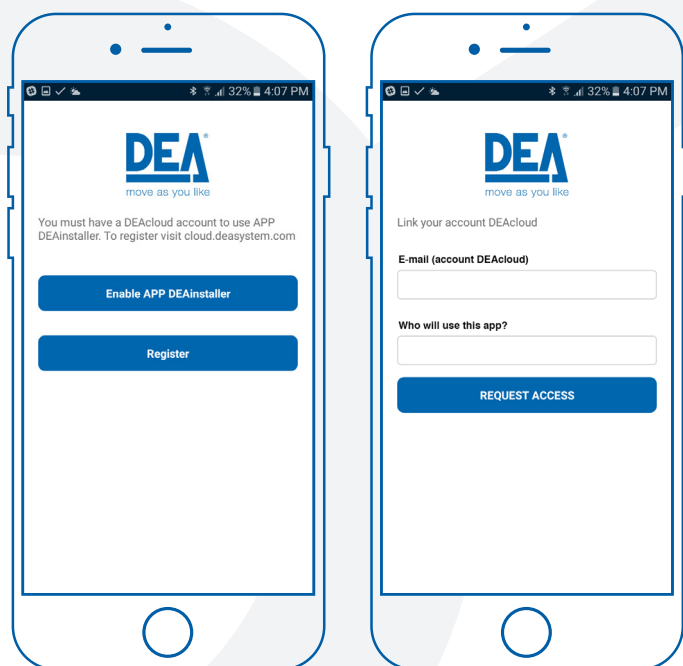 32% 4:07 PM
DEA®
move as you like
You must have a DEAcloud account to use APP
DEAinstaller. To register visit cloud.deasystem.com
Enable APP DEAinstaller
Register
32% 4:07 PM
DEA®
move as you like
Link your account DEAcloud
E-mail (account DEAcloud)
Who will use this app?
REQUEST ACCESS